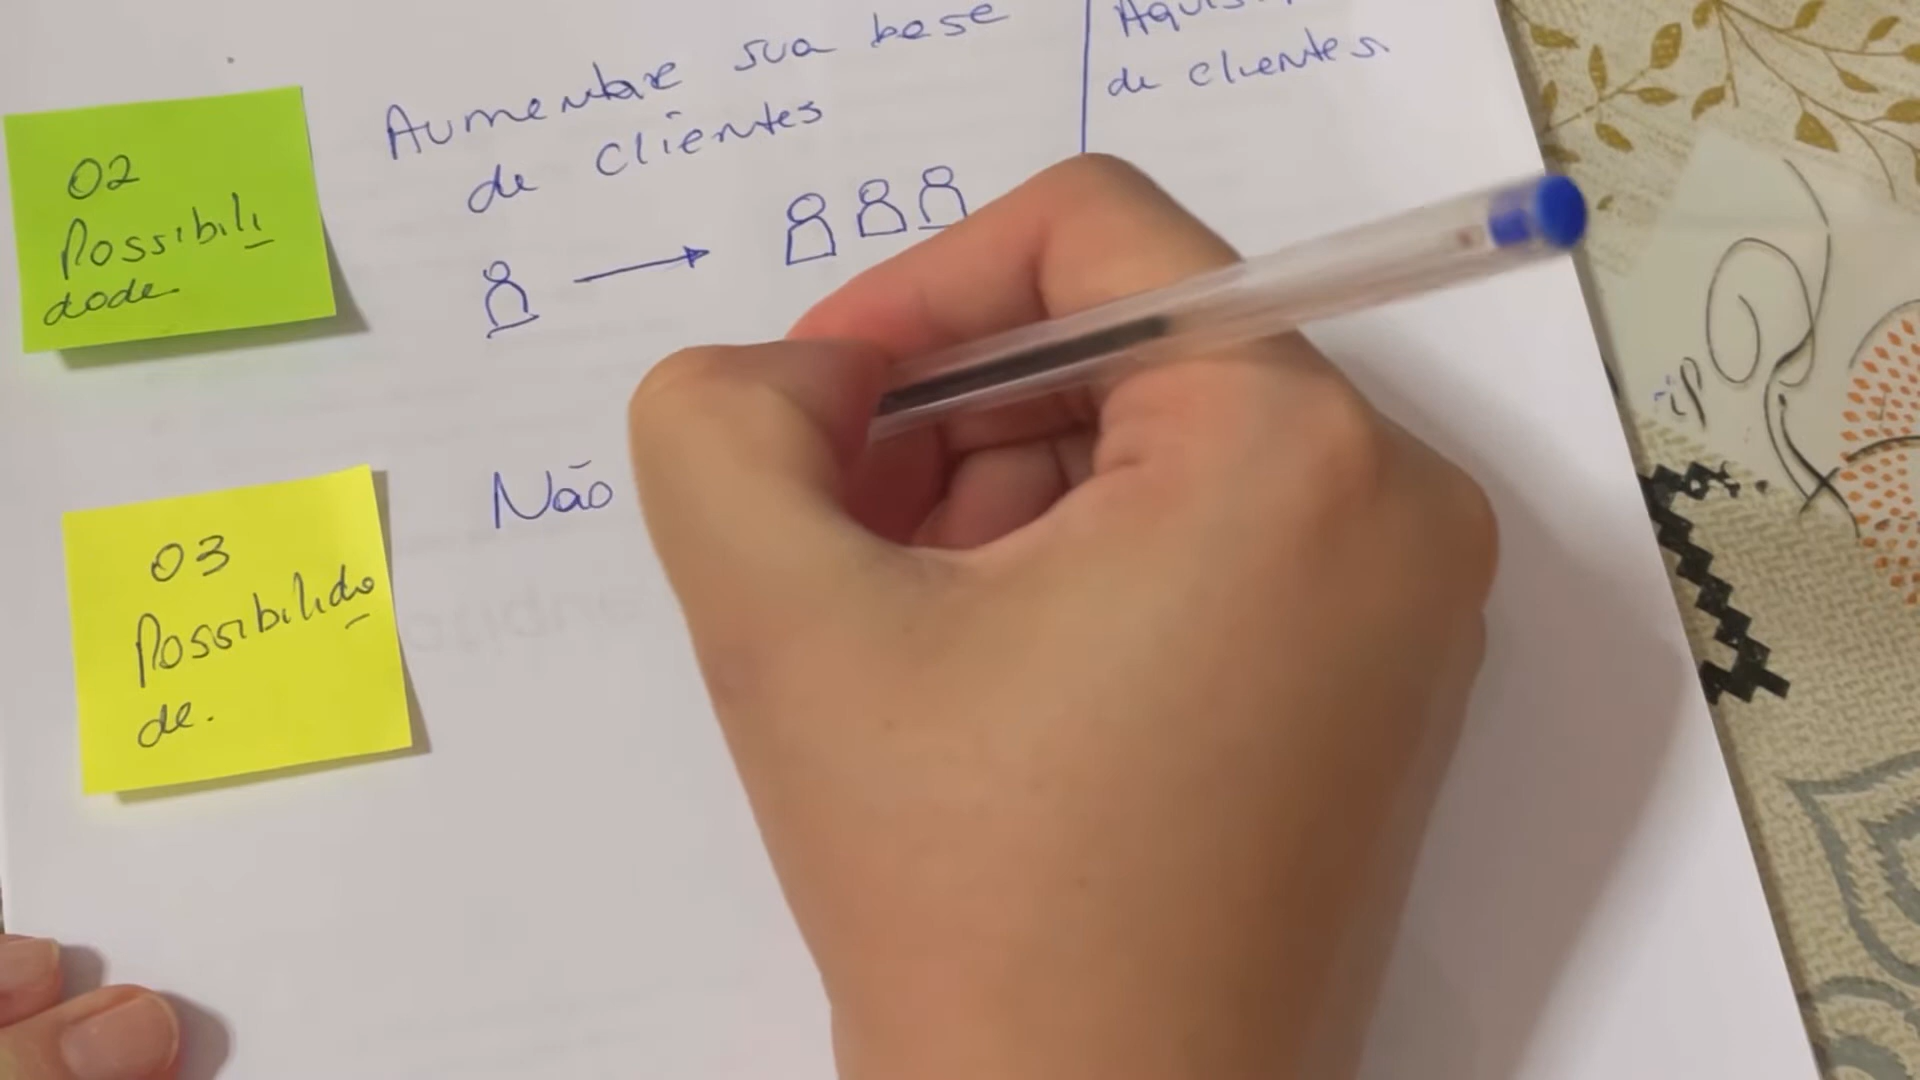 Aumentar sua base
de clientes
de clientes
02
Possibili
dade.
Não
03
Possibilida
de.